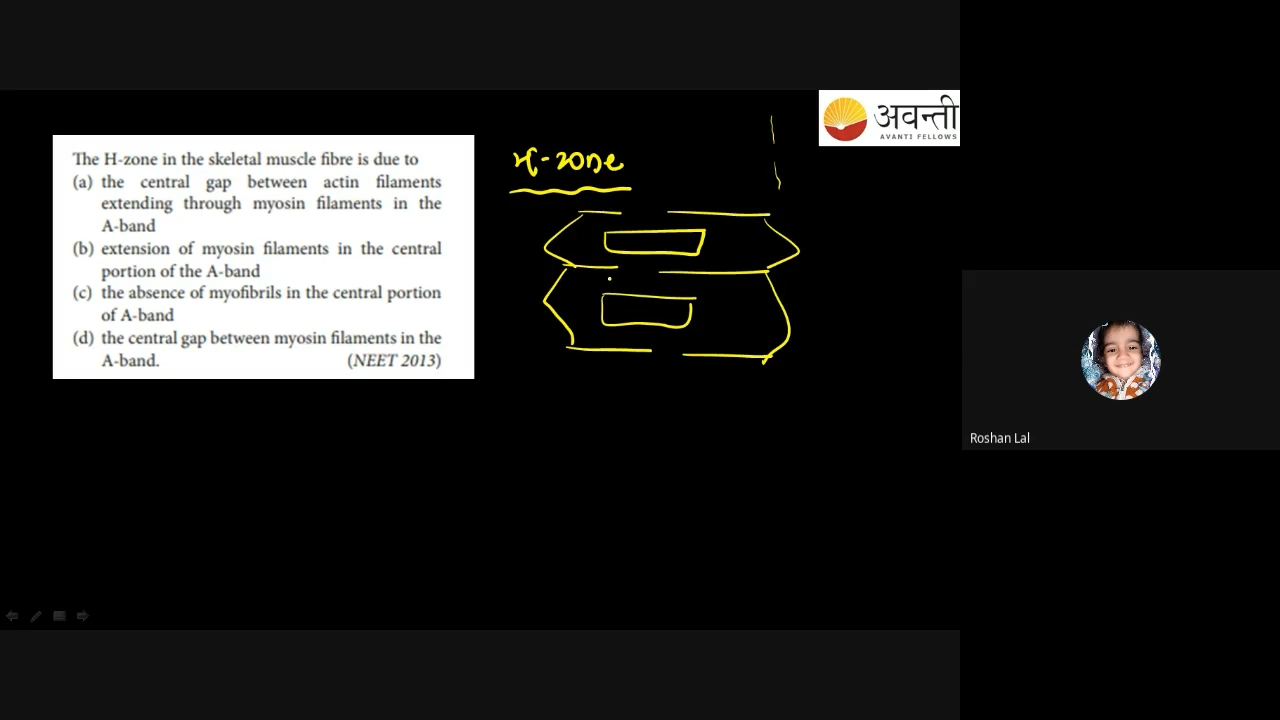 अवन्ती
AVANTI FELLOWS
The H-zone in the skeletal muscle fibre is due to
(a) the central gap between actin filaments
extending through myosin filaments in the
A-band
(b) extension of myosin filaments in the central
portion of the A-band
(c) the absence of myofibrils in the central portion
of A-band
(d) the central gap between myosin filaments in the
A-band. (NEET 2013)
H-zone
Roshan Lal